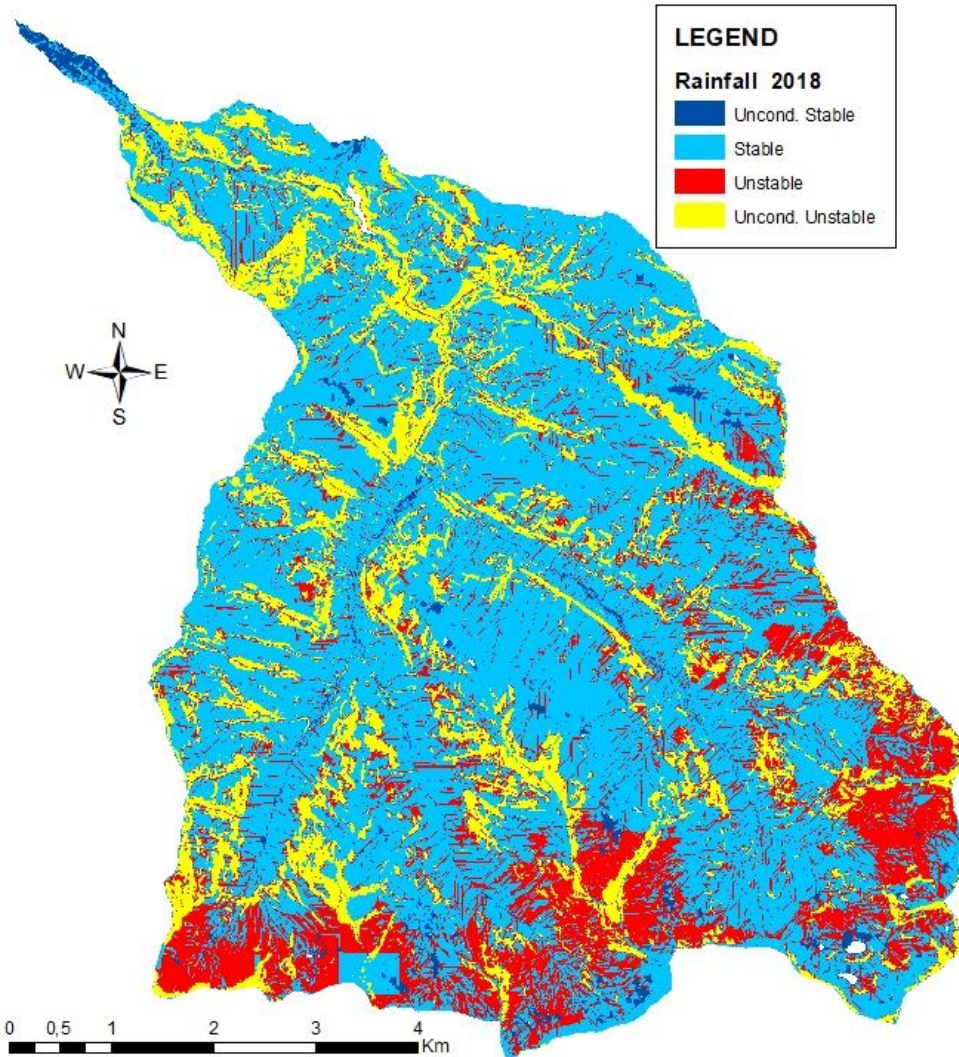 LEGEND
Rainfall 2018
Uncond. Stable
Stable
Unstable
Uncond. Unstable
N
W E
S
0 0,5 1 2 3 4
Km